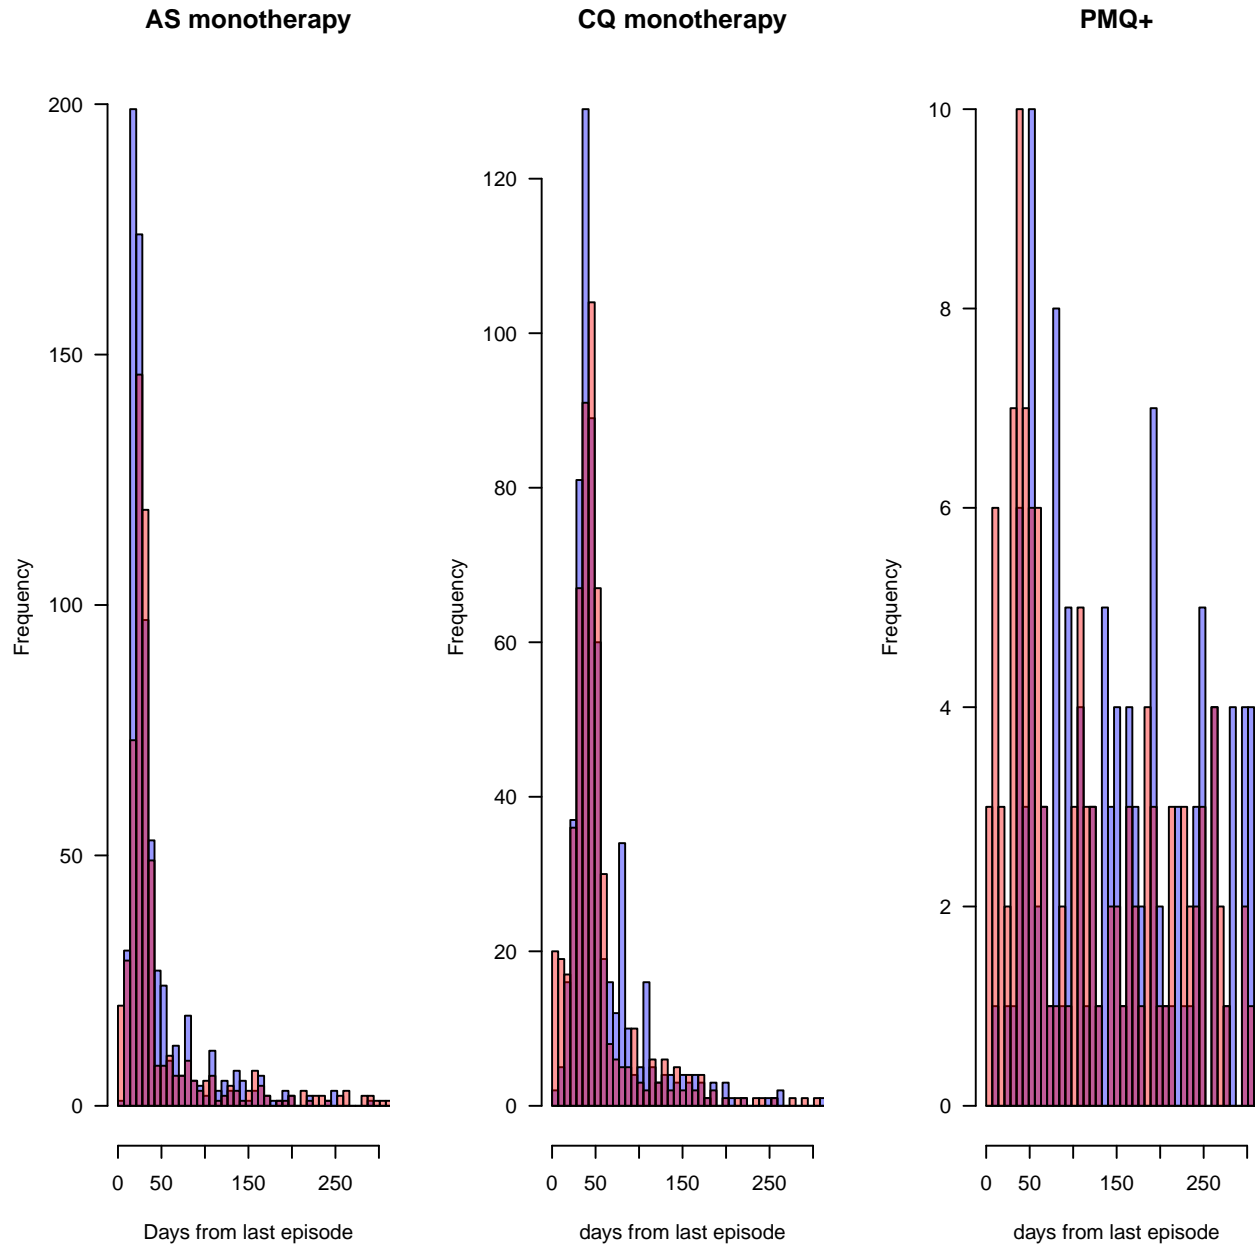 AS monotherapy
Frequency
200
150
100
50
0
0 50 150 250
Days from last episode
CQ monotherapy
Frequency
120
100
80
60
40
20
0
0 50 150 250
days from last episode
PMQ+
Frequency
10
8
6
4
2
0
0 50 150 250
days from last episode